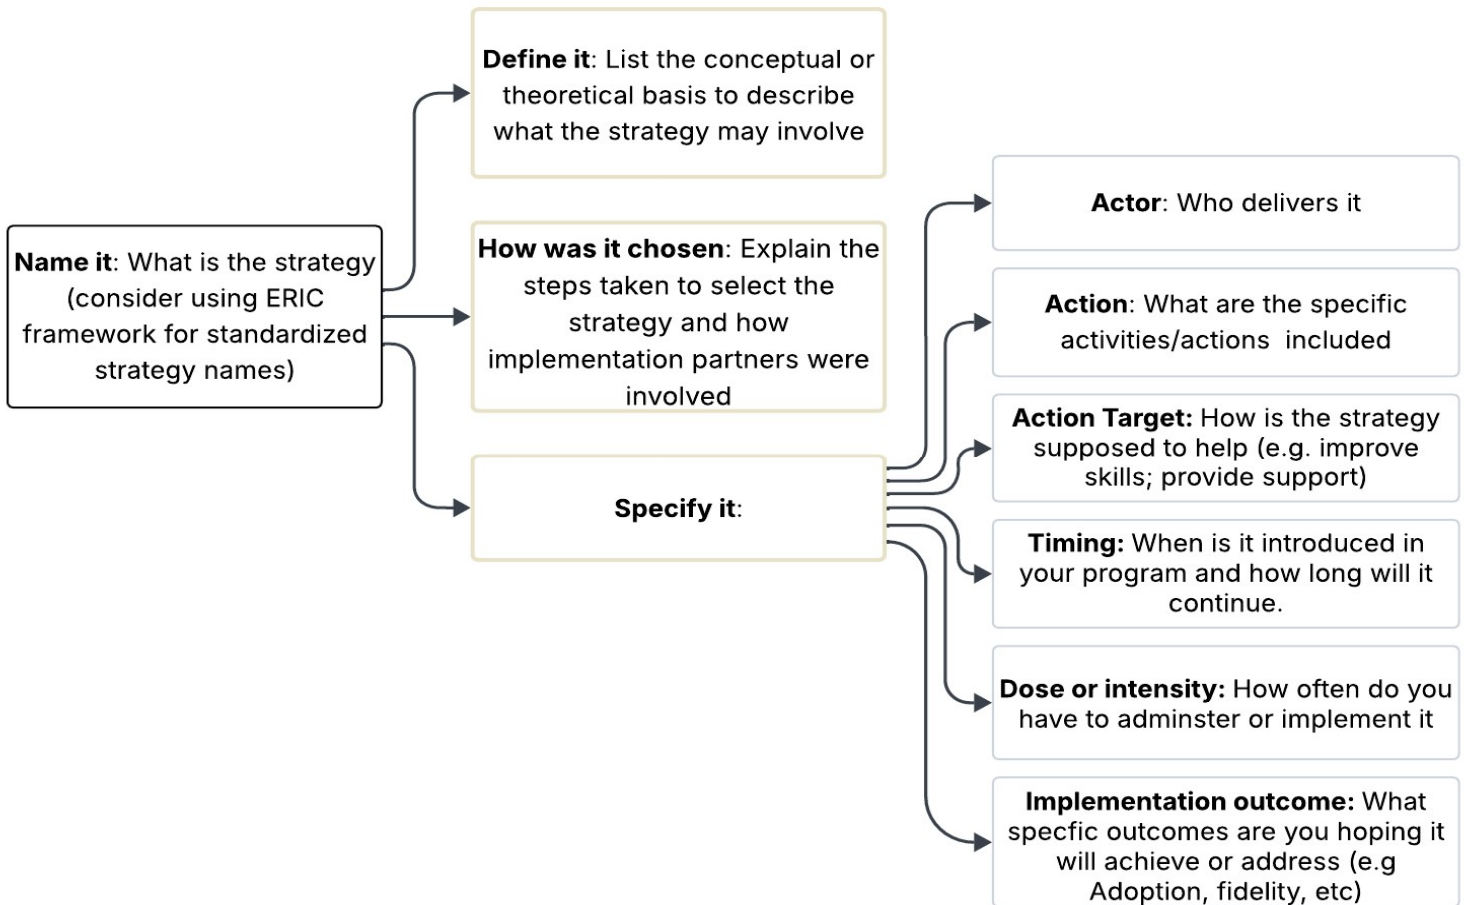 Name it: What is the strategy
(consider using ERIC
framework for standardized
strategy names)
Define it: List the conceptual or
theoretical basis to describe
what the strategy may involve
How was it chosen: Explain the
steps taken to select the
strategy and how
implementation partners were
involved
Specify it:
Actor: Who delivers it
Action: What are the specific
activities/actions  included
Action Target: How is the strategy
supposed to help (e.g. improve
skills; provide support)
Timing: When is it introduced in
your program and how long will it
continue.
Dose or intensity: How often do you
have to adminster or implement it
Implementation outcome: What
specfic outcomes are you hoping it
will achieve or address (e.g
Adoption, fidelity, etc)